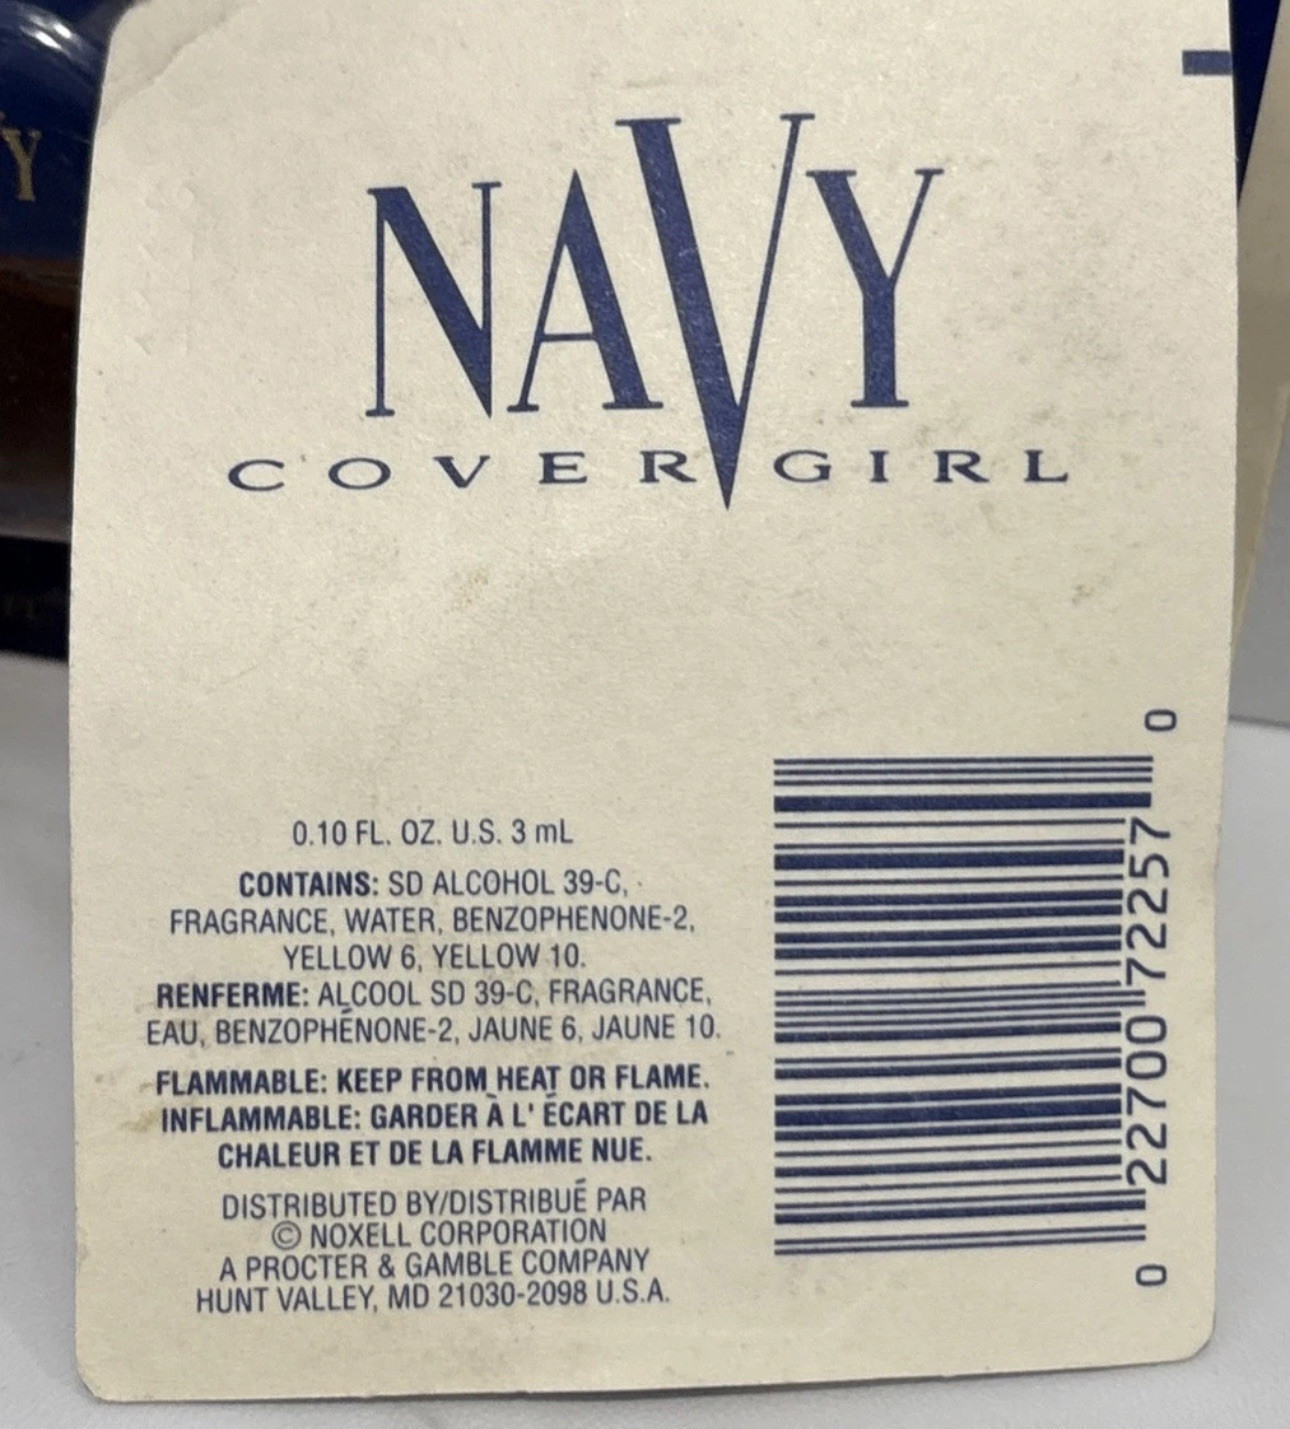 Y
NAVY
COVER GIRL
0.10 FL. OZ. U.S. 3 mL
CONTAINS: SD ALCOHOL 39-C,
FRAGRANCE, WATER, BENZOPHENONE-2,
YELLOW 6, YELLOW 10.
RENFERME: ALCOOL SD 39-C, FRAGRANCE,
EAU, BENZOPHÉNONE-2, JAUNE 6, JAUNE 10.
FLAMMABLE: KEEP FROM HEAT OR FLAME.
INFLAMMABLE: GARDER À L' ÉCART DE LA
CHALEUR ET DE LA FLAMME NUE.
DISTRIBUTED BY/DISTRIBUÉ PAR
© NOXELL CORPORATION
A PROCTER & GAMBLE COMPANY
HUNT VALLEY, MD 21030-2098 U.S.A.
0 22700 72257 0